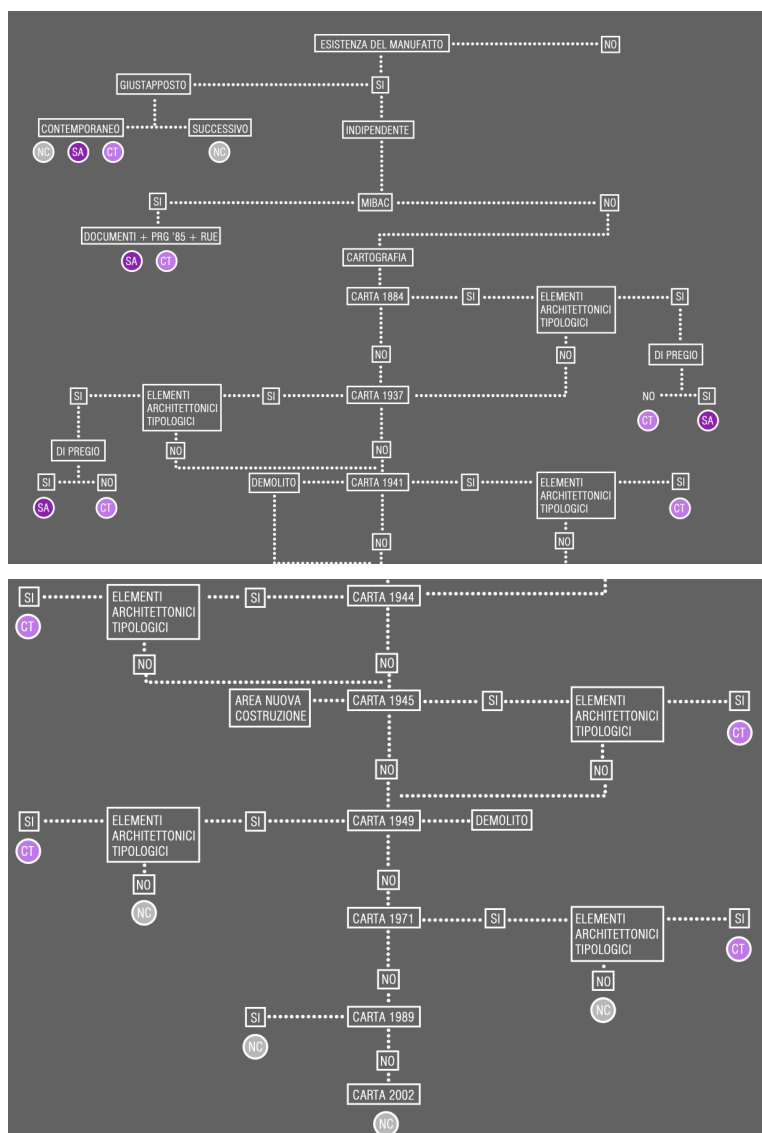 ESISTENZA DEL MANUFATTO
NO
GIUSTAPPOSTO
SI
CONTEMPORANEO
SUCCESSIVO
INDIPENDENTE
NC
SA
CT
NC
SI
MIBAC
NO
DOCUMENTI + PRG '85 + RUE
SA
CT
CARTOGRAFIA
CARTA 1884
SI
ELEMENTI
ARCHITETTONICI
TIPOLOGICI
SI
NO
NO
DI PREGIO
SI
ELEMENTI
ARCHITETTONICI
TIPOLOGICI
SI
CARTA 1937
NO
SI
CT
SA
DI PREGIO
NO
NO
SI
NO
SA
CT
DEMOLITO
CARTA 1941
SI
ELEMENTI
ARCHITETTONICI
TIPOLOGICI
SI
CT
NO
NO
SI
CT
ELEMENTI
ARCHITETTONICI
TIPOLOGICI
SI
CARTA 1944
NO
NO
AREA NUOVA
COSTRUZIONE
CARTA 1945
SI
ELEMENTI
ARCHITETTONICI
TIPOLOGICI
SI
CT
NO
NO
SI
CT
ELEMENTI
ARCHITETTONICI
TIPOLOGICI
SI
CARTA 1949
DEMOLITO
NO
NC
NO
CARTA 1971
SI
ELEMENTI
ARCHITETTONICI
TIPOLOGICI
SI
CT
NO
NO
NC
SI
NC
CARTA 1989
NO
CARTA 2002
NC